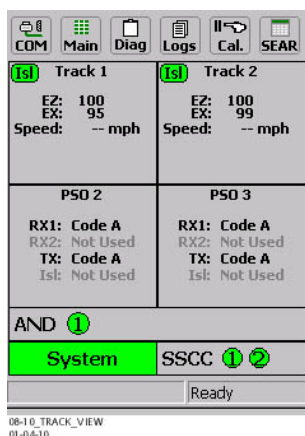 COM Main Diag Logs Cal. SEAR
Isl Track 1
EZ: 100
EX: 95
Speed: -- mph
Isl Track 2
EZ: 100
EX: 99
Speed: -- mph
PSO 2
RX1: Code A
RX2: Not Used
TX: Code A
Isl: Not Used
PSO 3
RX1: Code A
RX2: Not Used
TX: Code A
Isl: Not Used
AND 1
System SSCC 1 2
Ready
08-10_TRACK_VIEW
01-04-10